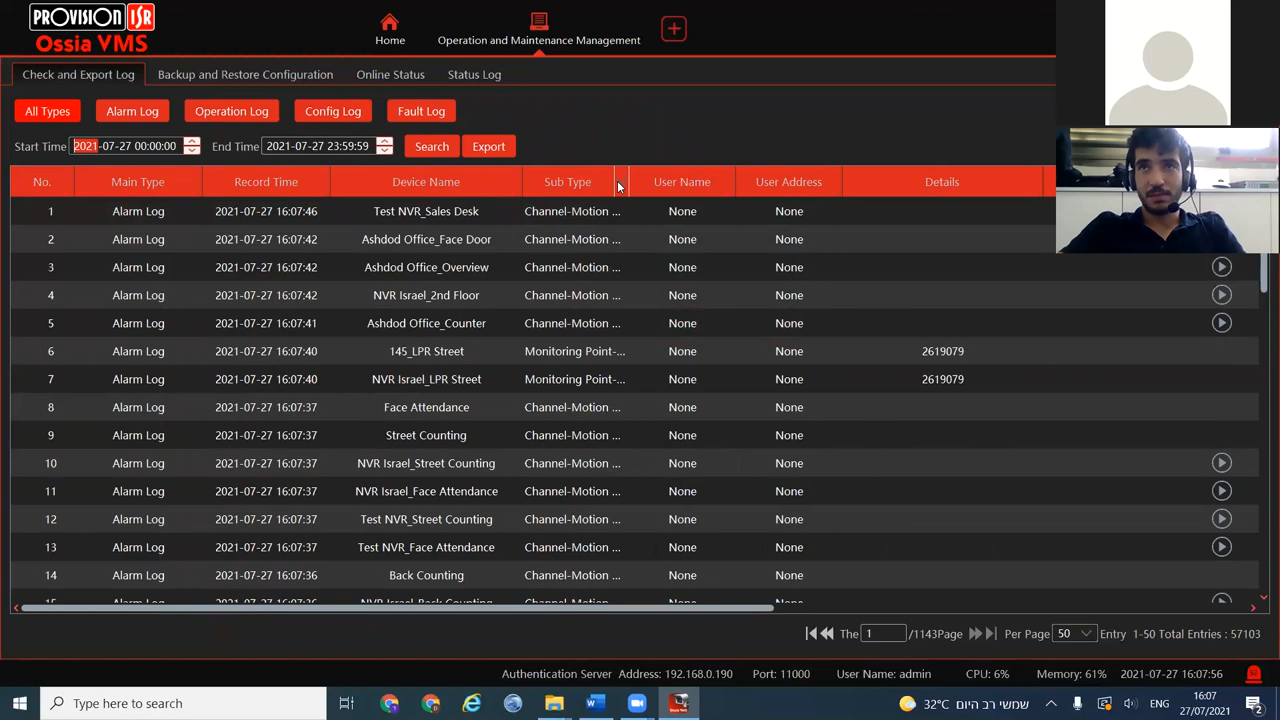 PROVISION ISR
Ossia VMS
Home
Operation and Maintenance Management
Check and Export Log Backup and Restore Configuration Online Status Status Log
All Types Alarm Log Operation Log Config Log Fault Log
Start Time 2021-07-27 00:00:00 End Time 2021-07-27 23:59:59 Search Export
No. Main Type Record Time Device Name Sub Type User Name User Address Details
1 Alarm Log 2021-07-27 16:07:46 Test NVR_Sales Desk Channel-Motion ... None None
2 Alarm Log 2021-07-27 16:07:42 Ashdod Office_Face Door Channel-Motion ... None None
3 Alarm Log 2021-07-27 16:07:42 Ashdod Office_Overview Channel-Motion ... None None
4 Alarm Log 2021-07-27 16:07:42 NVR Israel_2nd Floor Channel-Motion ... None None
5 Alarm Log 2021-07-27 16:07:41 Ashdod Office_Counter Channel-Motion ... None None
6 Alarm Log 2021-07-27 16:07:40 145_LPR Street Monitoring Point-... None None 2619079
7 Alarm Log 2021-07-27 16:07:40 NVR Israel_LPR Street Monitoring Point-... None None 2619079
8 Alarm Log 2021-07-27 16:07:37 Face Attendance Channel-Motion ... None None
9 Alarm Log 2021-07-27 16:07:37 Street Counting Channel-Motion ... None None
10 Alarm Log 2021-07-27 16:07:37 NVR Israel_Street Counting Channel-Motion ... None None
11 Alarm Log 2021-07-27 16:07:37 NVR Israel_Face Attendance Channel-Motion ... None None
12 Alarm Log 2021-07-27 16:07:37 Test NVR_Street Counting Channel-Motion ... None None
13 Alarm Log 2021-07-27 16:07:37 Test NVR_Face Attendance Channel-Motion ... None None
14 Alarm Log 2021-07-27 16:07:36 Back Counting Channel-Motion ... None None
15 Alarm Log 2021-07-27 16:07:36 NVR Israel_Back Counting Channel-Motion ... None None
The 1 /1143Page Per Page 50 Entry 1-50 Total Entries : 57103
Authentication Server Address: 192.168.0.190 Port: 11000 User Name: admin CPU: 6% Memory: 61% 2021-07-27 16:07:56
Type here to search 32°C שמשי רב היום ENG 16:07
27/07/2021